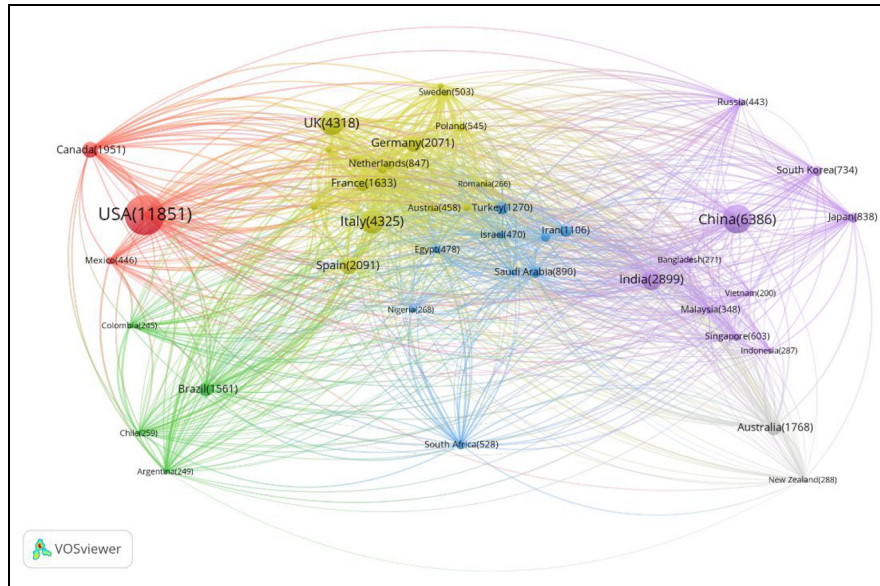 Sweden(503)
Russia(443)
UK(4318)
Poland(545)
Germany(2071)
Canada(1951)
Netherlands(847)
South Korea(734)
France(1633)
Romania(266)
USA(11851)
Italy(4325)
Austria(458)
Turkey(1270)
China(6386)
Japan(838)
Israel(470)
Iran(1106)
Egypt(478)
Mexico(446)
Spain(2091)
Bangladesh(271)
Saudi Arabia(890)
India(2899)
Vietnam(200)
Nigeria(268)
Malaysia(348)
Colombia(245)
Singapore(603)
Indonesia(287)
Brazil(1561)
Australia(1768)
Chile(259)
South Africa(528)
Argentina(249)
New Zealand(288)
VOSviewer